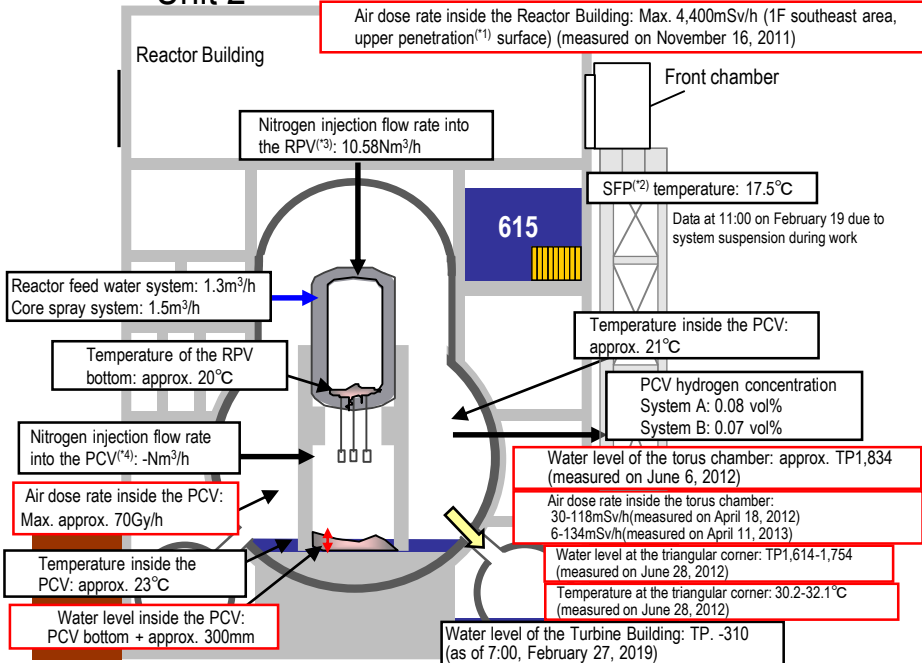 Unit 2
Air dose rate inside the Reactor Building: Max. 4,400mSv/h (1F southeast area,
upper penetration(*1) surface) (measured on November 16, 2011)
Reactor Building
Front chamber
Nitrogen injection flow rate into
the RPV(*3): 10.58Nm3/h
SFP(*2) temperature: 17.5°C
Data at 11:00 on February 19 due to
system suspension during work
615
Reactor feed water system: 1.3m3/h
Core spray system: 1.5m3/h
Temperature inside the PCV:
approx. 21°C
Temperature of the RPV
bottom: approx. 20°C
PCV hydrogen concentration
System A: 0.08 vol%
System B: 0.07 vol%
Nitrogen injection flow rate
into the PCV(*4): -Nm3/h
Water level of the torus chamber: approx. TP1,834
(measured on June 6, 2012)
Air dose rate inside the PCV:
Max. approx. 70Gy/h
Air dose rate inside the torus chamber:
30-118mSv/h(measured on April 18, 2012)
6-134mSv/h(measured on April 11, 2013)
Temperature inside the
PCV: approx. 23°C
Water level at the triangular corner: TP1,614-1,754
(measured on June 28, 2012)
Temperature at the triangular corner: 30.2-32.1°C
(measured on June 28, 2012)
Water level inside the PCV:
PCV bottom + approx. 300mm
Water level of the Turbine Building: TP. -310
(as of 7:00, February 27, 2019)